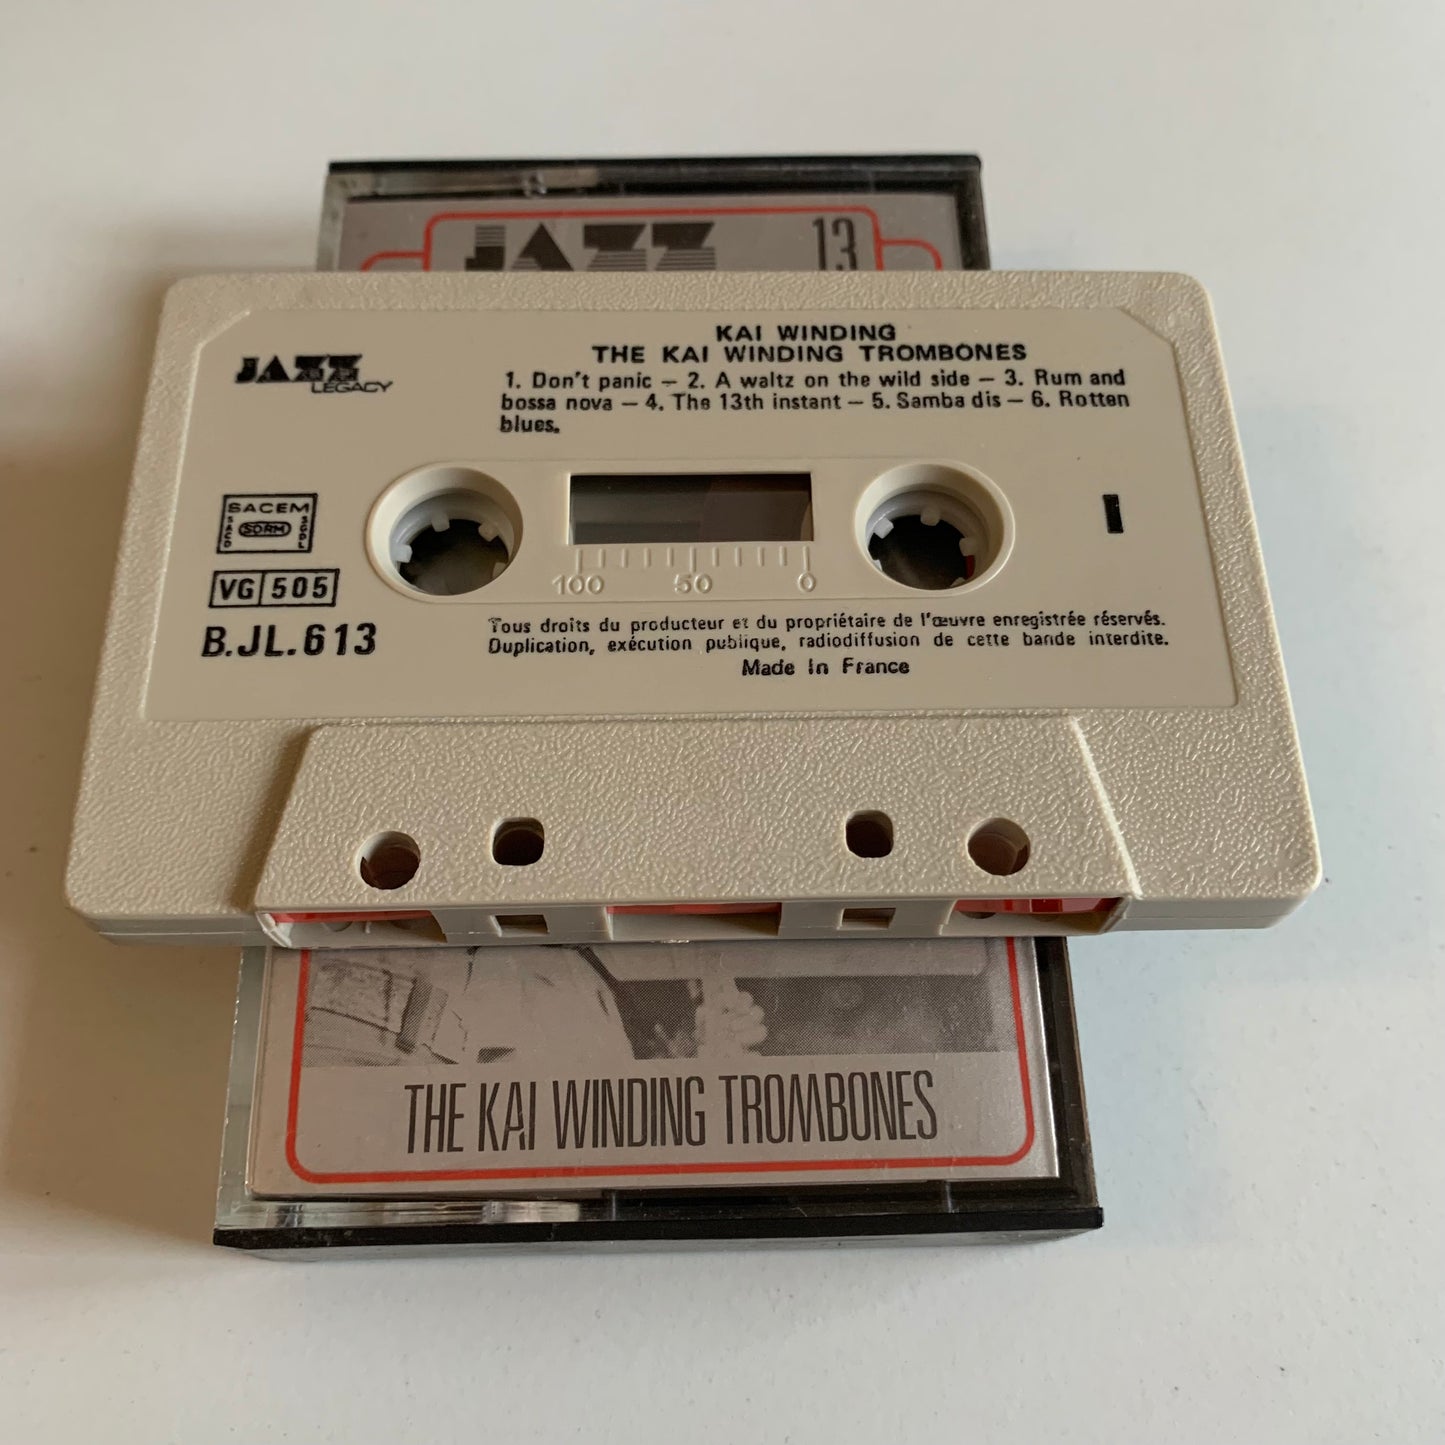 JAZZ 13
KAI WINDING
THE KAI WINDING TROMBONES
JAZZ
LEGACY
1. Don't panic – 2. A waltz on the wild side – 3. Rum and
bossa nova – 4. The 13th instant – 5. Samba dis – 6. Rotten
blues.
SACEM
SACD SDRM SGDL
VG 505
B.JL.613
I
100 50 0
Tous droits du producteur et du propriétaire de l'œuvre enregistrée réservés.
Duplication, exécution publique, radiodiffusion de cette bande interdite.
Made in France
THE KAI WINDING TROMBONES